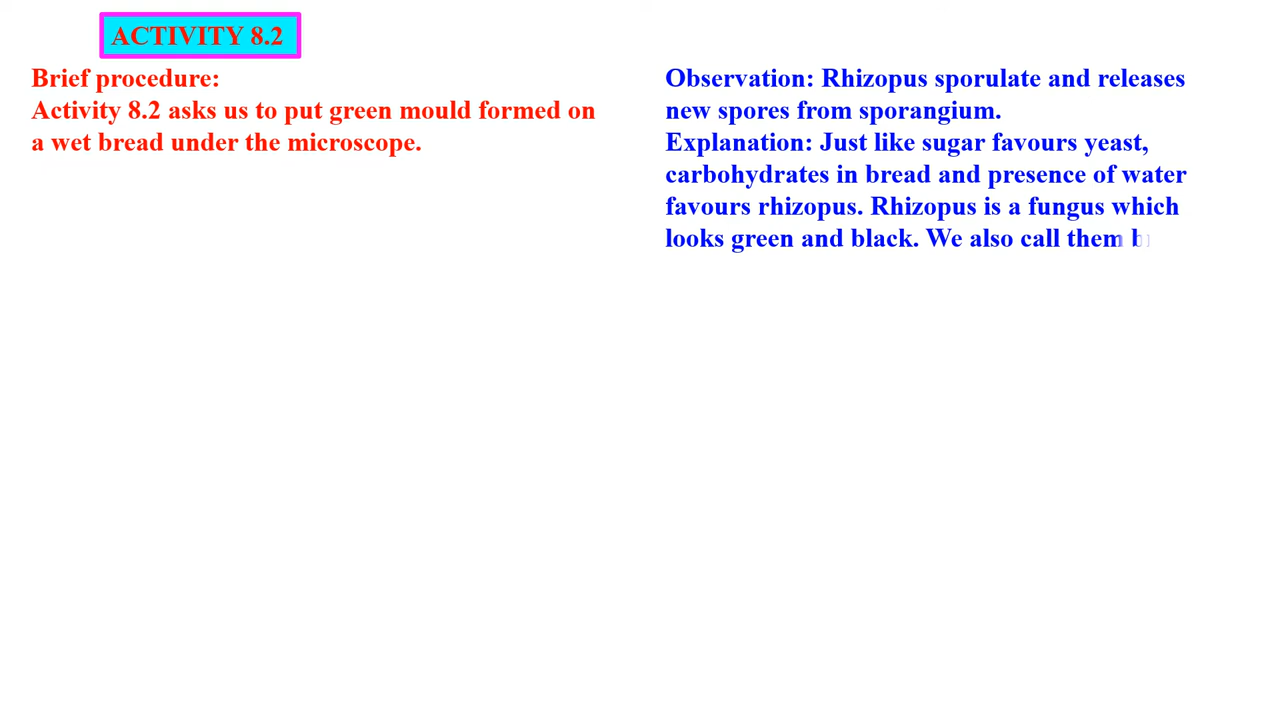 ACTIVITY 8.2
Brief procedure:
Activity 8.2 asks us to put green mould formed on
a wet bread under the microscope.
Observation: Rhizopus sporulate and releases
new spores from sporangium.
Explanation: Just like sugar favours yeast,
carbohydrates in bread and presence of water
favours rhizopus. Rhizopus is a fungus which
looks green and black. We also call them